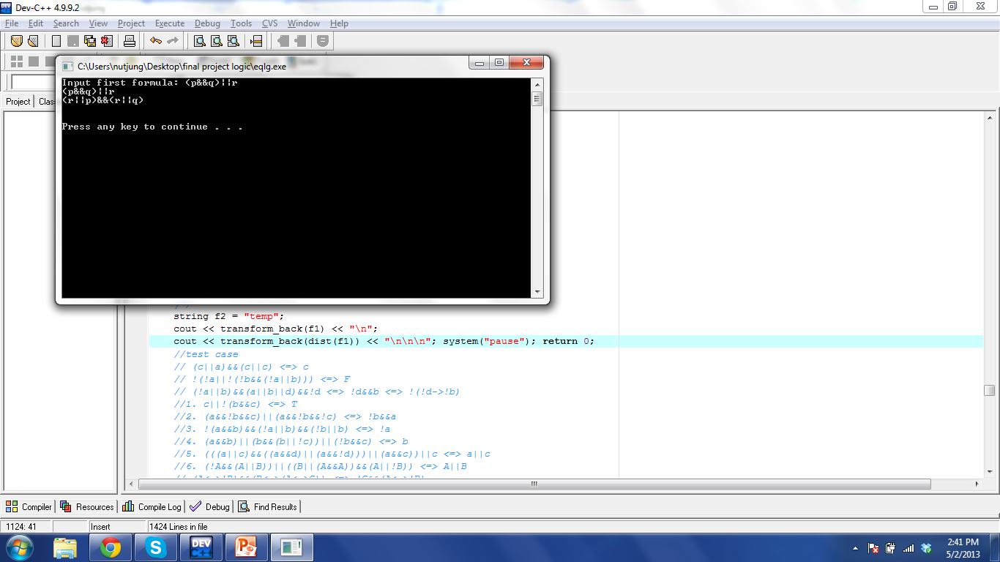 Dev-C++ 4.9.9.2
File Edit Search View Project Execute Debug Tools CVS Window Help
C:\Users\nutjung\Desktop\final project logic\eqlg.exe
Input first formula: (p&&q)||r
(p&&q)||r
(r||p)&&(r||q)
Press any key to continue . . .
Project
string f2 = "temp";
cout << transform_back(f1) << "\n";
cout << transform_back(dist(f1)) << "\n\n\n"; system("pause"); return 0;
//test case
// (c||a)&&(c||c) <=> c
// !(!a||!(!b&&(!a||b))) <=> F
// (!a||b)&&(a||b||d)&&!d <=> !d&&b <=> !(!d->!b)
//1. c||!(b&&c) <=> T
//2. (a&&!b&&c)||(a&&!b&&!c) <=> !b&&a
//3. !(a&&b)&&(!a||b)&&(!b||b) <=> !a
//4. (a&&b)||(b&&(b||!c))||(!b&&c) <=> b
//5. (((a||c)&&((a&&d)||(a&&!d)))||(a&&c))||c <=> a||c
//6. (!A&&(A||B))||((B||(A&&A))&&(A||!B)) <=> A||B
Compiler Resources Compile Log Debug Find Results
1124: 41 Insert 1424 Lines in file
DEV C++
2:41 PM
5/2/2013